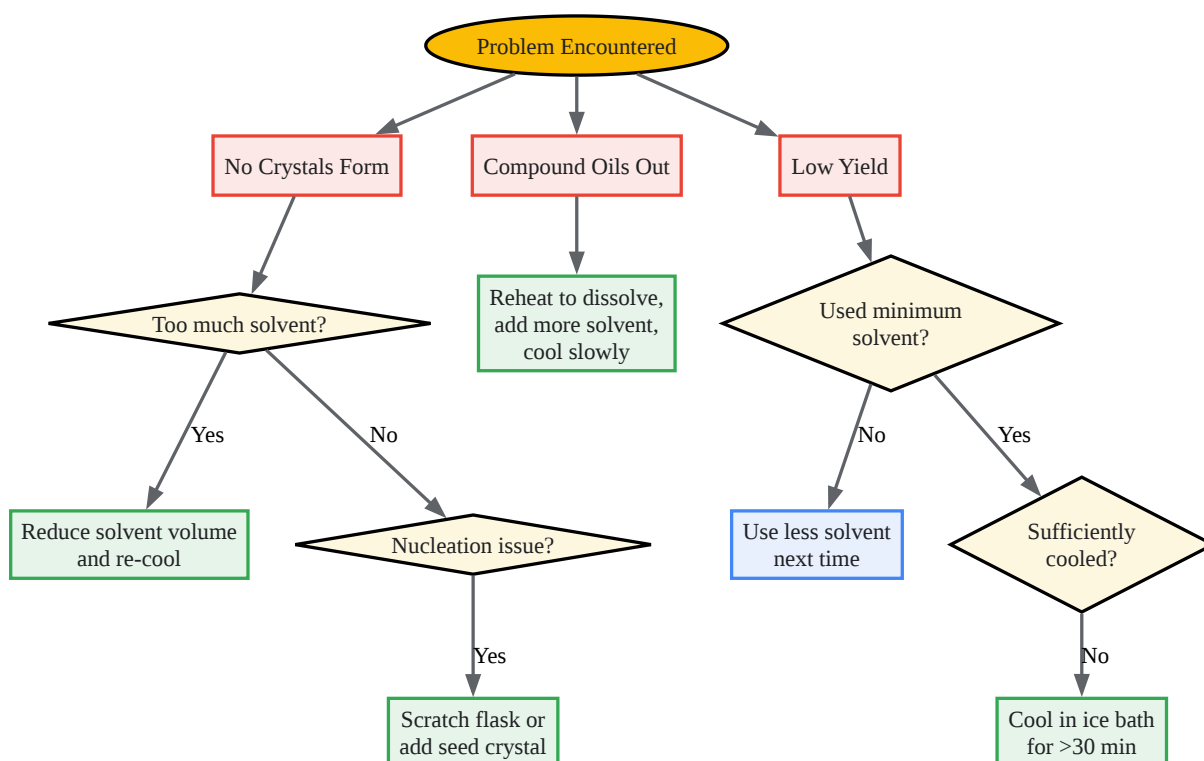 Problem Encountered
No Crystals Form
Compound Oils Out
Low Yield
Too much solvent?
Reheat to dissolve,
add more solvent,
cool slowly
Used minimum
solvent?
Yes
No
No
Yes
Reduce solvent volume
and re-cool
Nucleation issue?
Use less solvent
next time
Sufficiently
cooled?
Yes
No
Scratch flask or
add seed crystal
Cool in ice bath
for >30 min